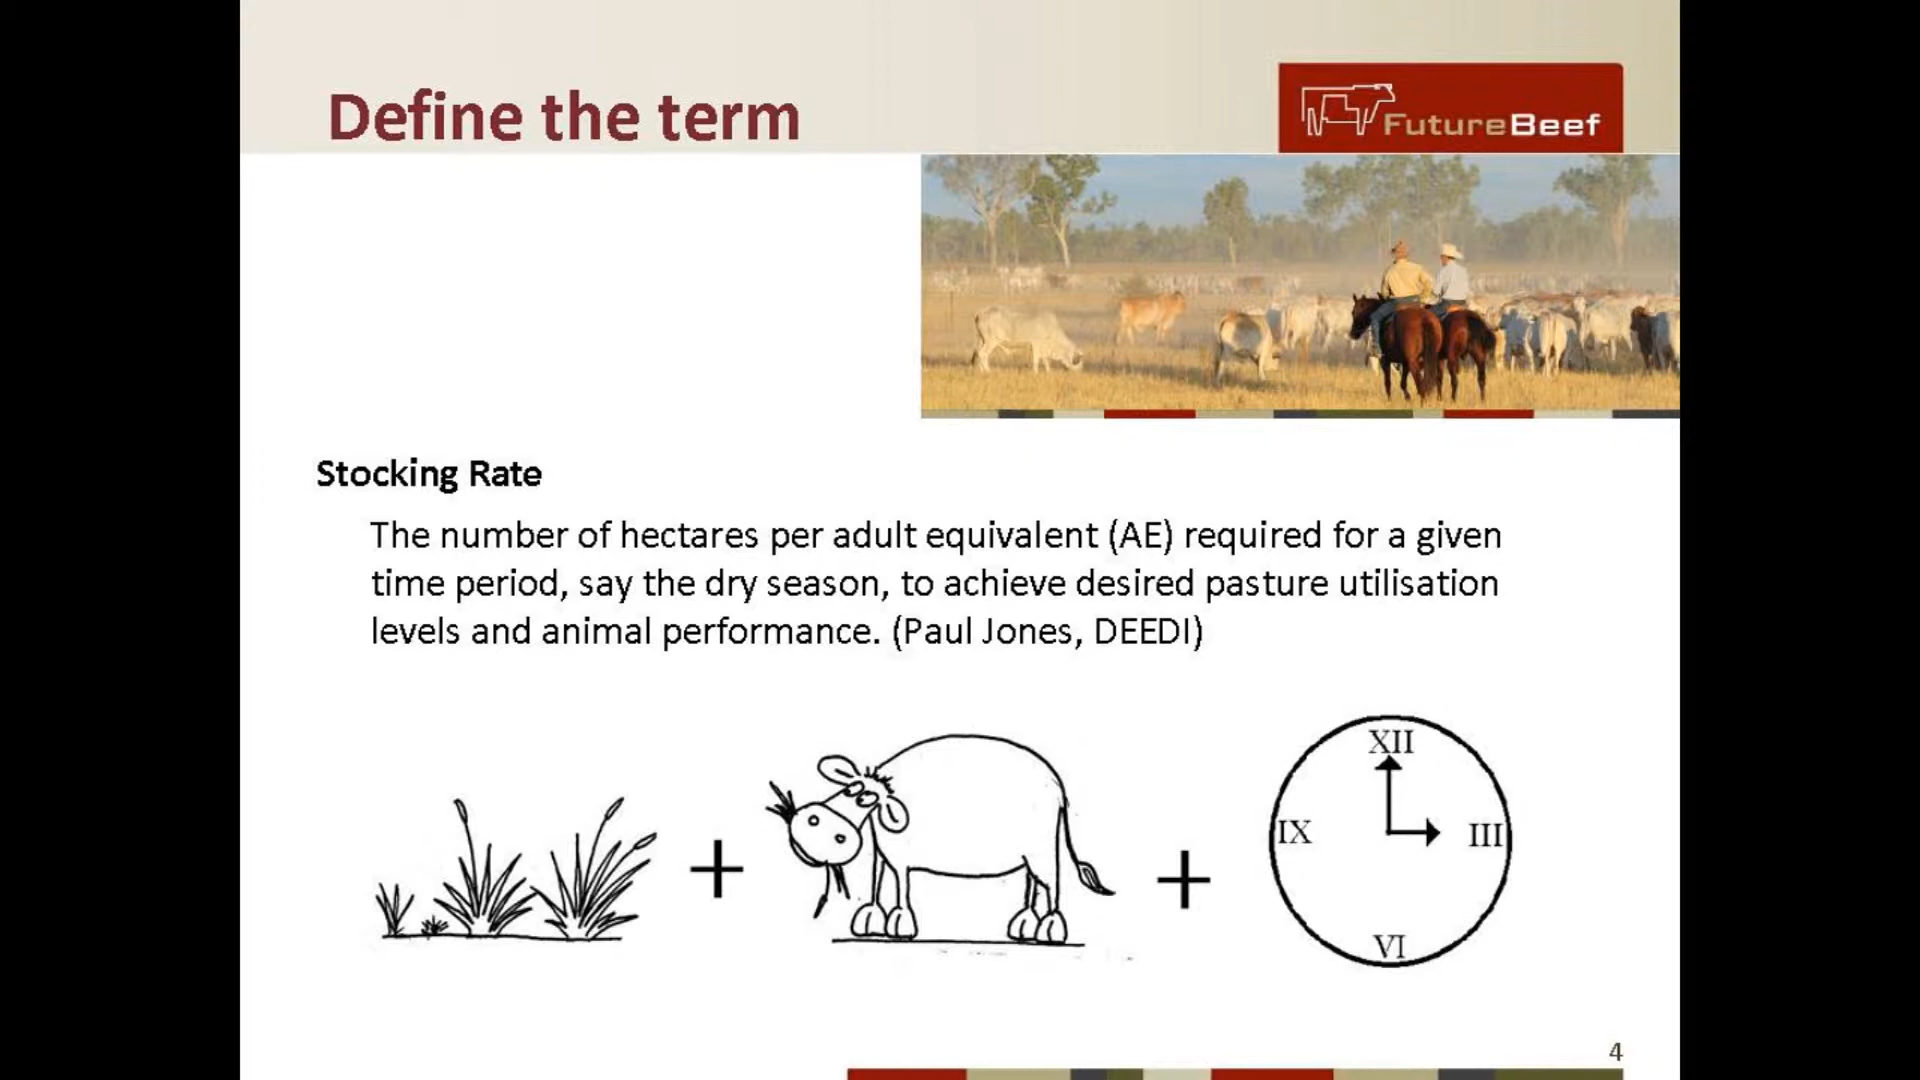 Define the term
FutureBeef
Stocking Rate
The number of hectares per adult equivalent (AE) required for a given
time period, say the dry season, to achieve desired pasture utilisation
levels and animal performance. (Paul Jones, DEEDI)
XII
IX
III
VI
4